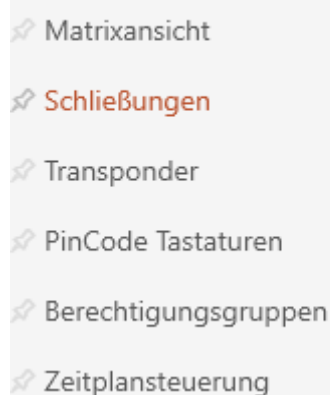 Matrixansicht
Schließungen
Transponder
PinCode Tastaturen
Berechtigungsgruppen
Zeitplansteuerung